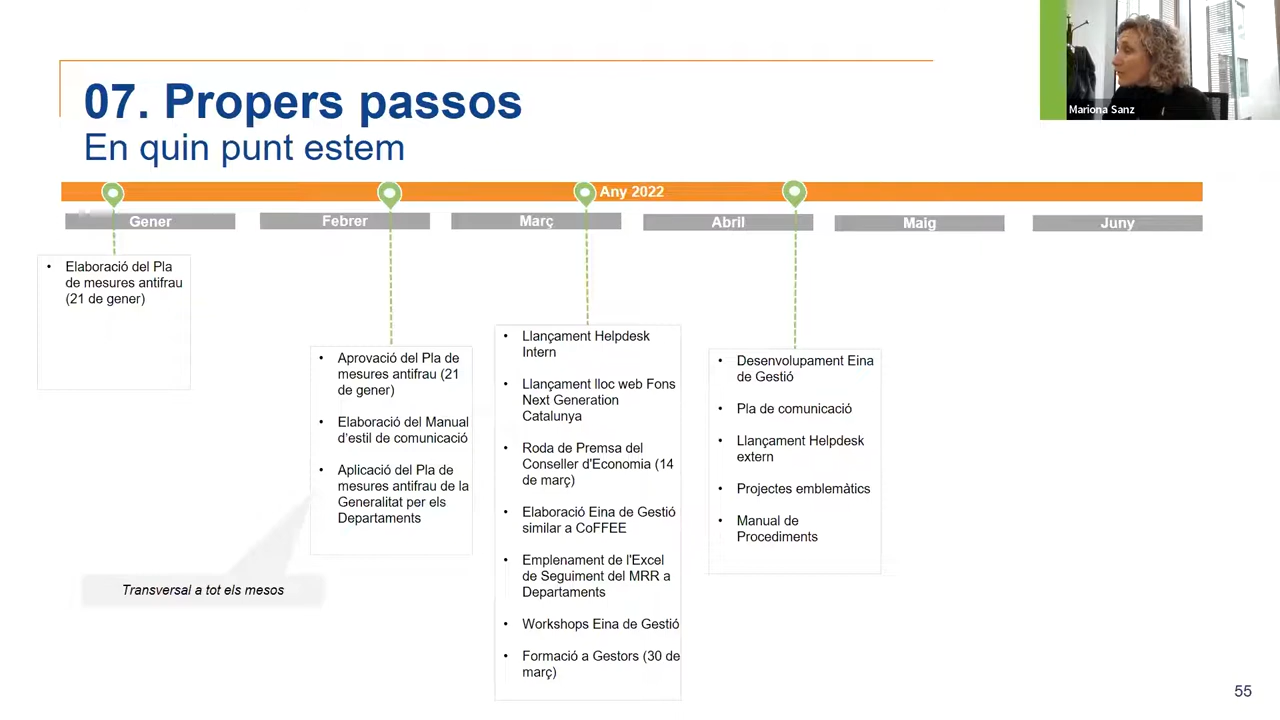 07. Propers passos
En quin punt estem
Mariona Sanz
Any 2022
Gener
Febrer
Març
Abril
Maig
Juny
• Elaboració del Pla
de mesures antifrau
(21 de gener)
• Aprovació del Pla de
mesures antifrau (21
de gener)
• Elaboració del Manual
d'estil de comunicació
• Aplicació del Pla de
mesures antifrau de la
Generalitat per els
Departaments
Transversal a tot els mesos
• Llançament Helpdesk
Intern
• Llançament lloc web Fons
Next Generation
Catalunya
• Roda de Premsa del
Conseller d'Economia (14
de març)
• Elaboració Eina de Gestió
similar a CoFFEE
• Emplenament de l'Excel
de Seguiment del MRR a
Departaments
• Workshops Eina de Gestió
• Formació a Gestors (30 de
març)
• Desenvolupament Eina
de Gestió
• Pla de comunicació
• Llançament Helpdesk
extern
• Projectes emblemàtics
• Manual de
Procediments
55